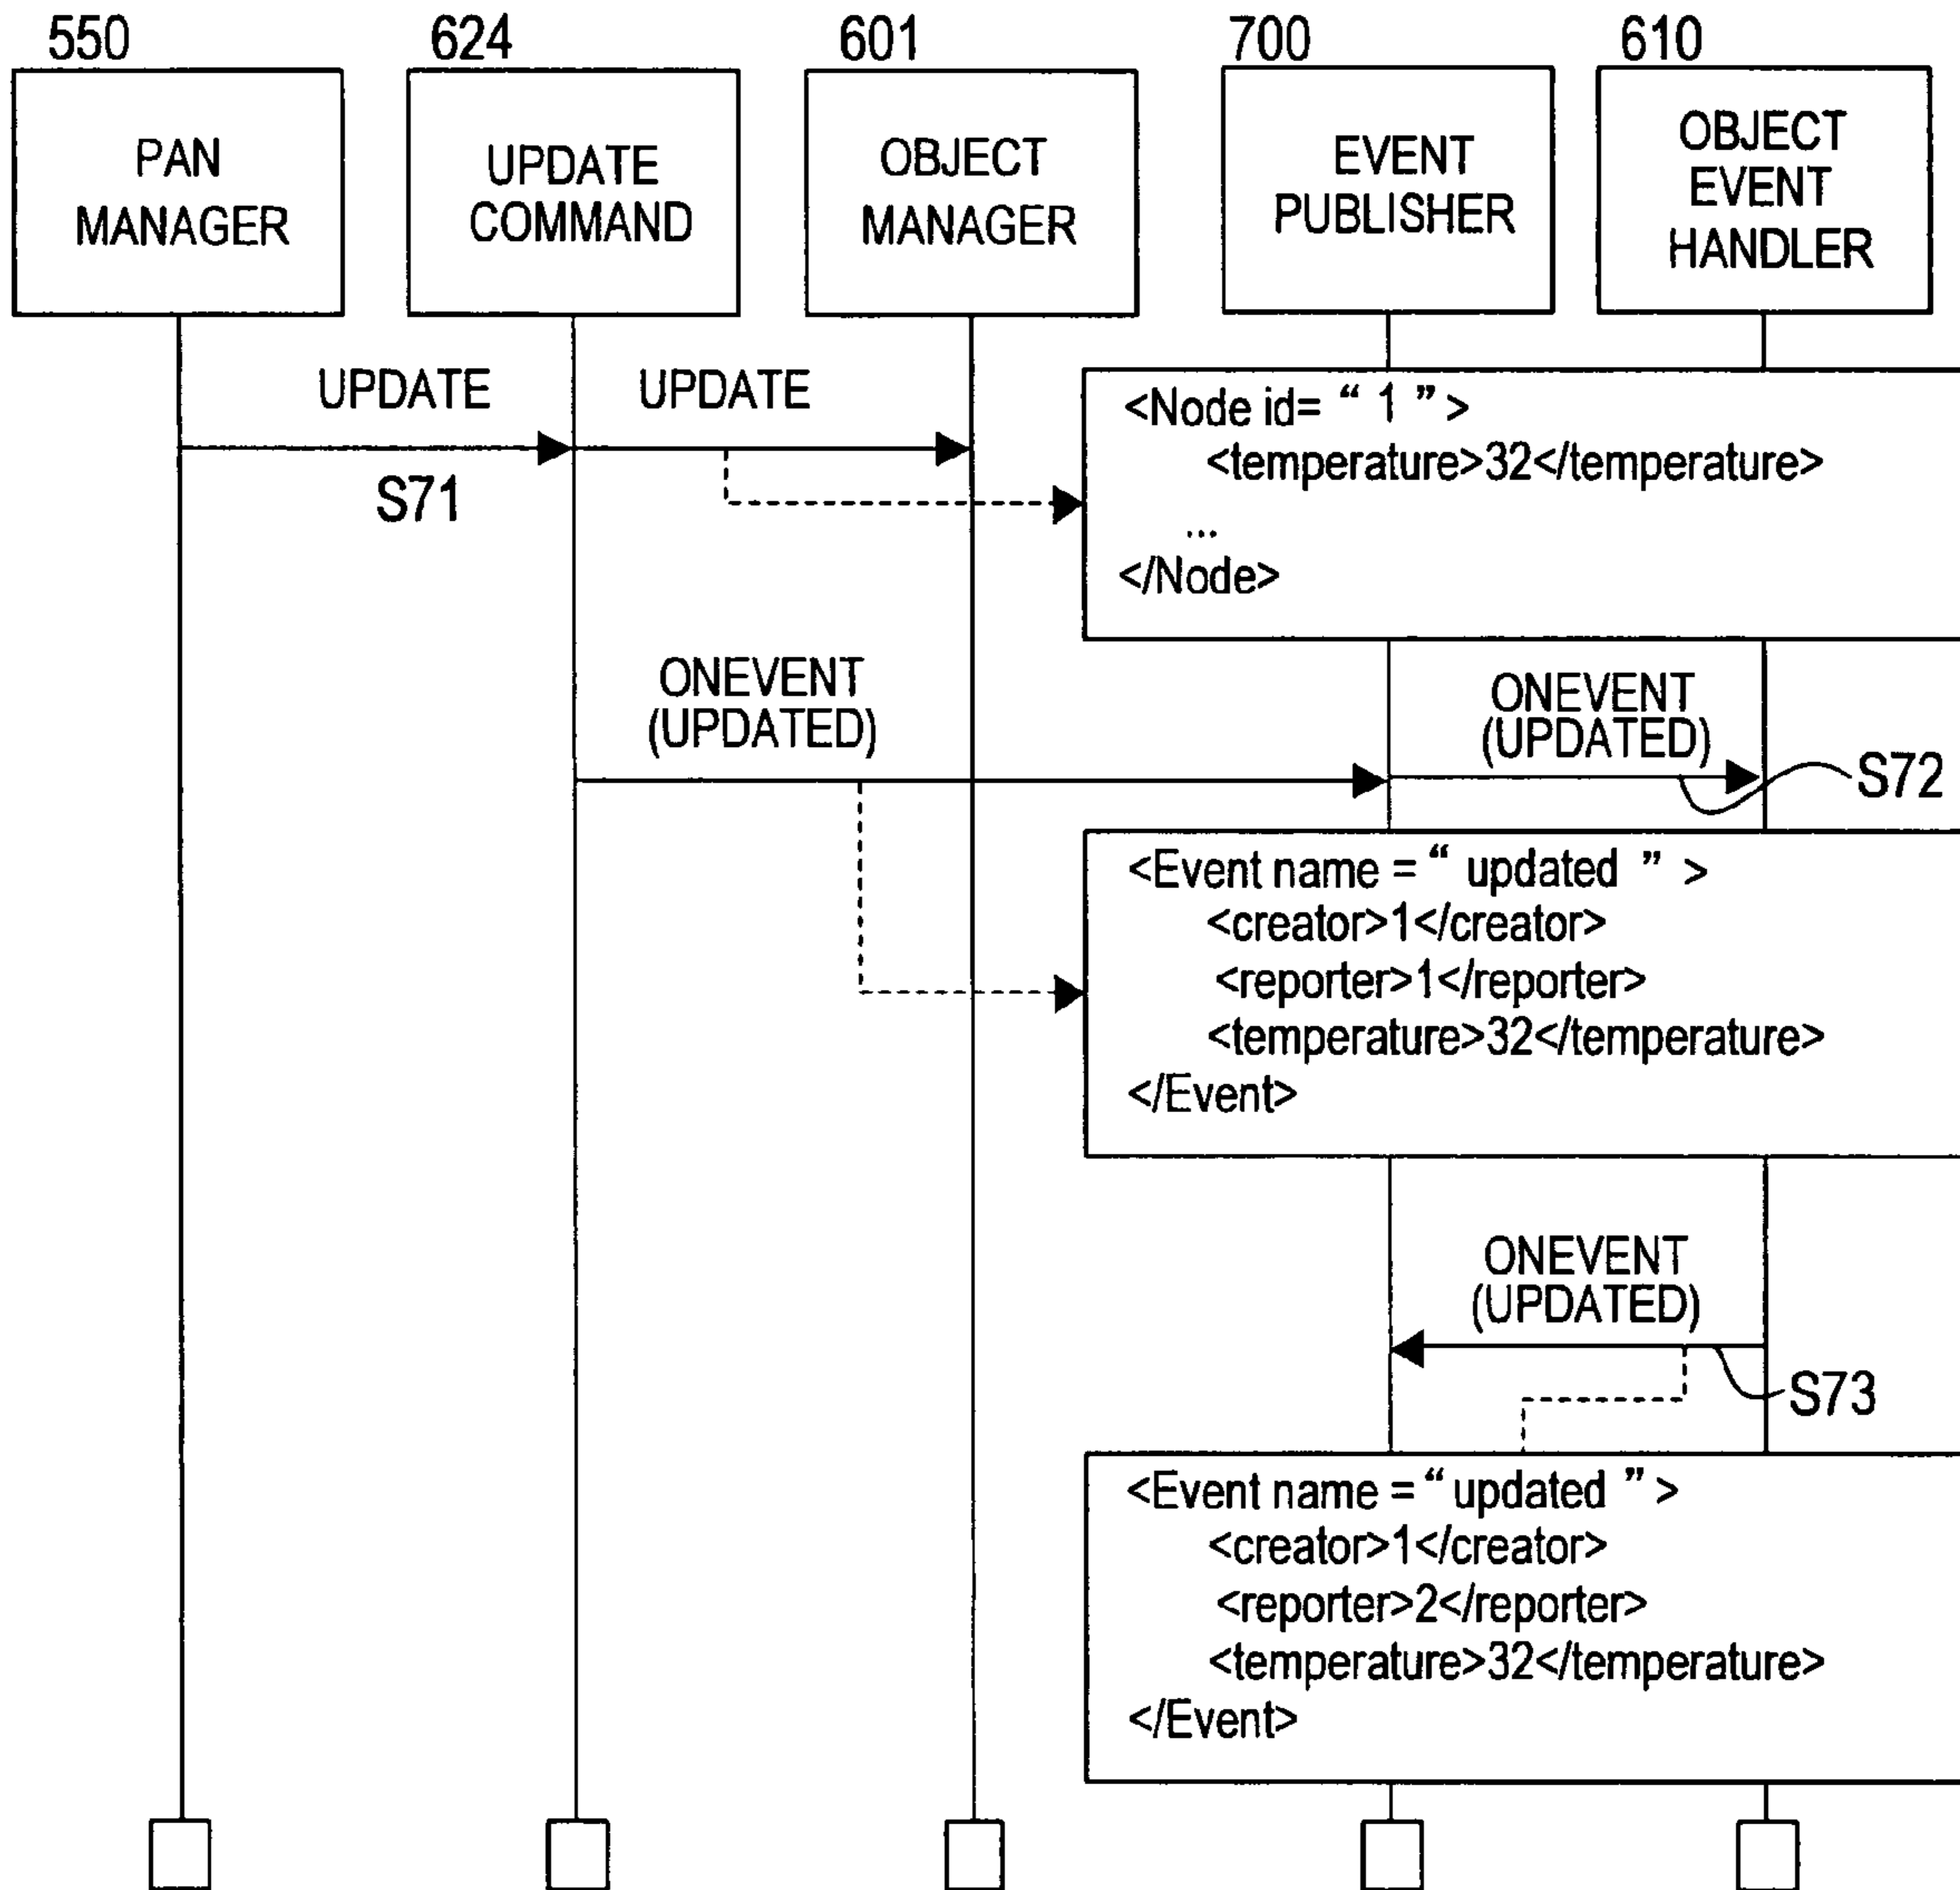 550
624
601
700
610
PAN
MANAGER
UPDATE
COMMAND
OBJECT
MANAGER
EVENT
PUBLISHER
OBJECT
EVENT
HANDLER
UPDATE
UPDATE
S71
<Node id= “ 1 ”>
<temperature>32</temperature>
...
</Node>
ONEVENT
(UPDATED)
ONEVENT
(UPDATED)
S72
<Event name = “ updated ” >
<creator>1</creator>
<reporter>1</reporter>
<temperature>32</temperature>
</Event>
ONEVENT
(UPDATED)
S73
<Event name = “ updated ” >
<creator>1</creator>
<reporter>2</reporter>
<temperature>32</temperature>
</Event>